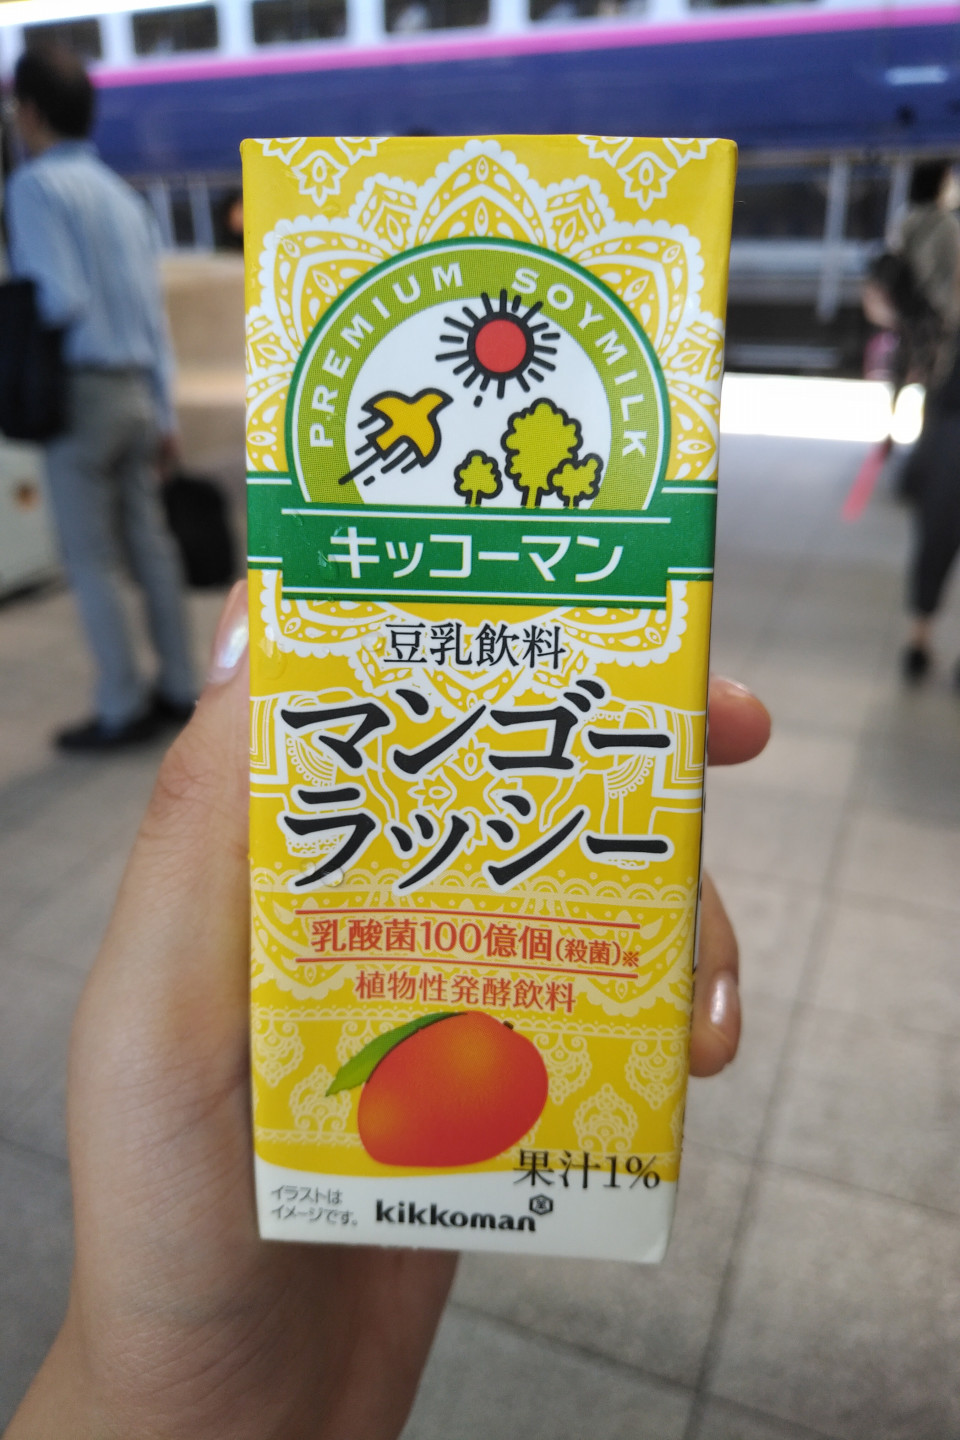 PREMIUM SOYMILK
キッコーマン
豆乳飲料
マンゴー
ラッシー
乳酸菌100億個(殺菌)※
植物性発酵飲料
果汁1%
イラストは
イメージです。
kikkoman